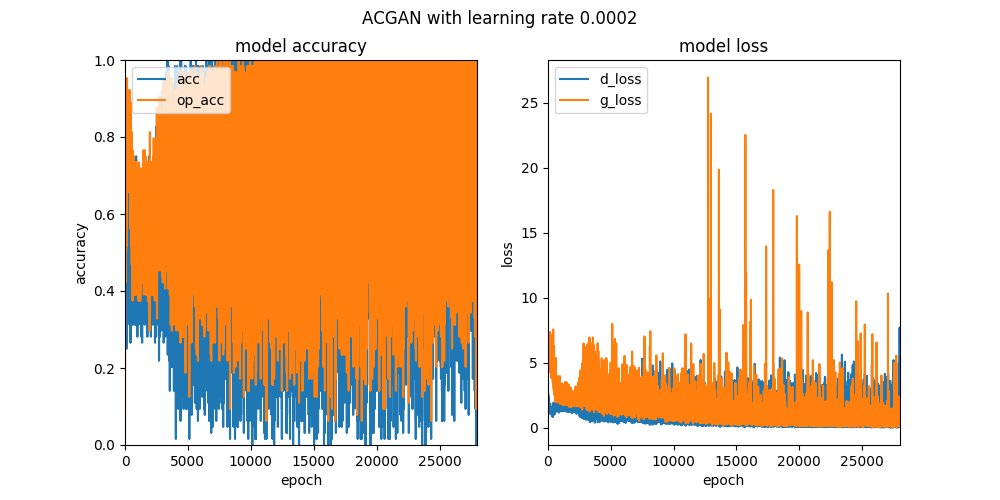 ACGAN with learning rate 0.0002
model accuracy
acc
op_acc
1.0
0.8
0.6
0.4
0.2
0.0
accuracy
0
5000
10000
15000
20000
25000
epoch
model loss
d_loss
g_loss
25
20
15
10
5
0
loss
0
5000
10000
15000
20000
25000
epoch